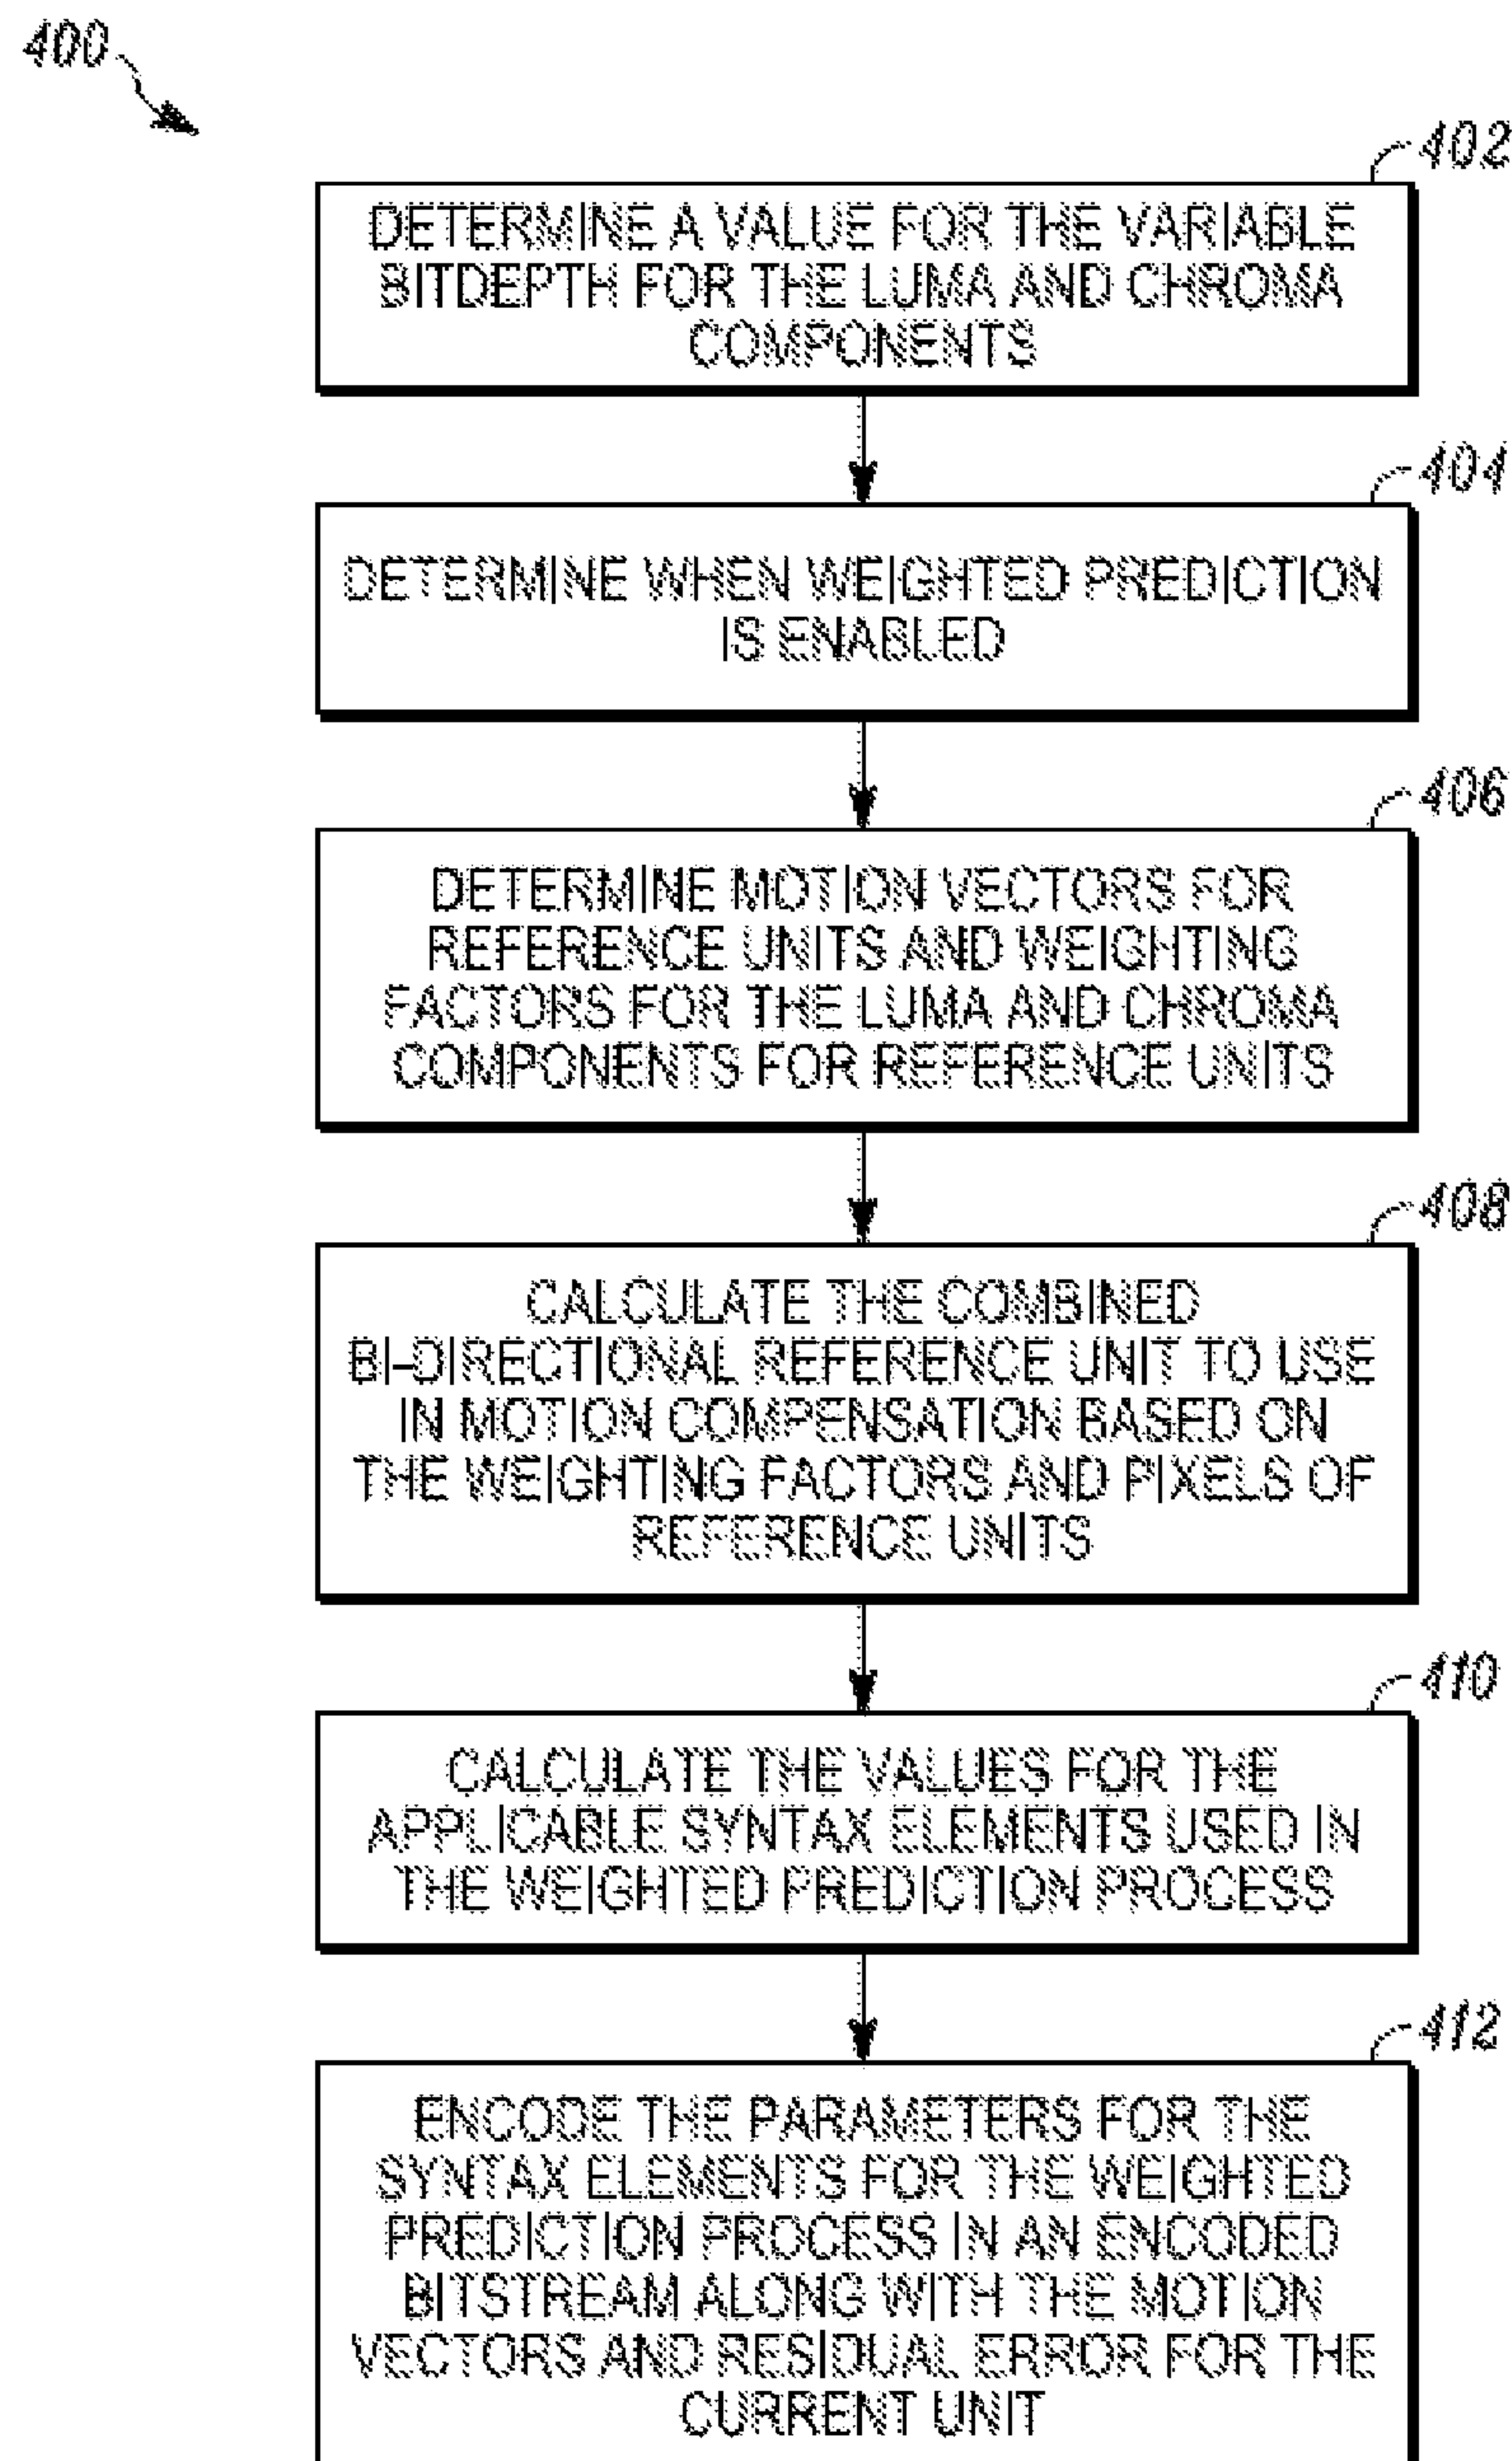 400
402
DETERMINE A VALUE FOR THE VARIABLE
BITDEPTH FOR THE LUMA AND CHROMA
COMPONENTS
404
DETERMINE WHEN WEIGHTED PREDICTION
IS ENABLED
406
DETERMINE MOTION VECTORS FOR
REFERENCE UNITS AND WEIGHTING
FACTORS FOR THE LUMA AND CHROMA
COMPONENTS FOR REFERENCE UNITS
408
CALCULATE THE COMBINED
BI-DIRECTIONAL REFERENCE UNIT TO USE
IN MOTION COMPENSATION BASED ON
THE WEIGHTING FACTORS AND PIXELS OF
REFERENCE UNITS
410
CALCULATE THE VALUES FOR THE
APPLICABLE SYNTAX ELEMENTS USED IN
THE WEIGHTED PREDICTION PROCESS
412
ENCODE THE PARAMETERS FOR THE
SYNTAX ELEMENTS FOR THE WEIGHTED
PREDICTION PROCESS IN AN ENCODED
BITSTREAM ALONG WITH THE MOTION
VECTORS AND RESIDUAL ERROR FOR THE
CURRENT UNIT